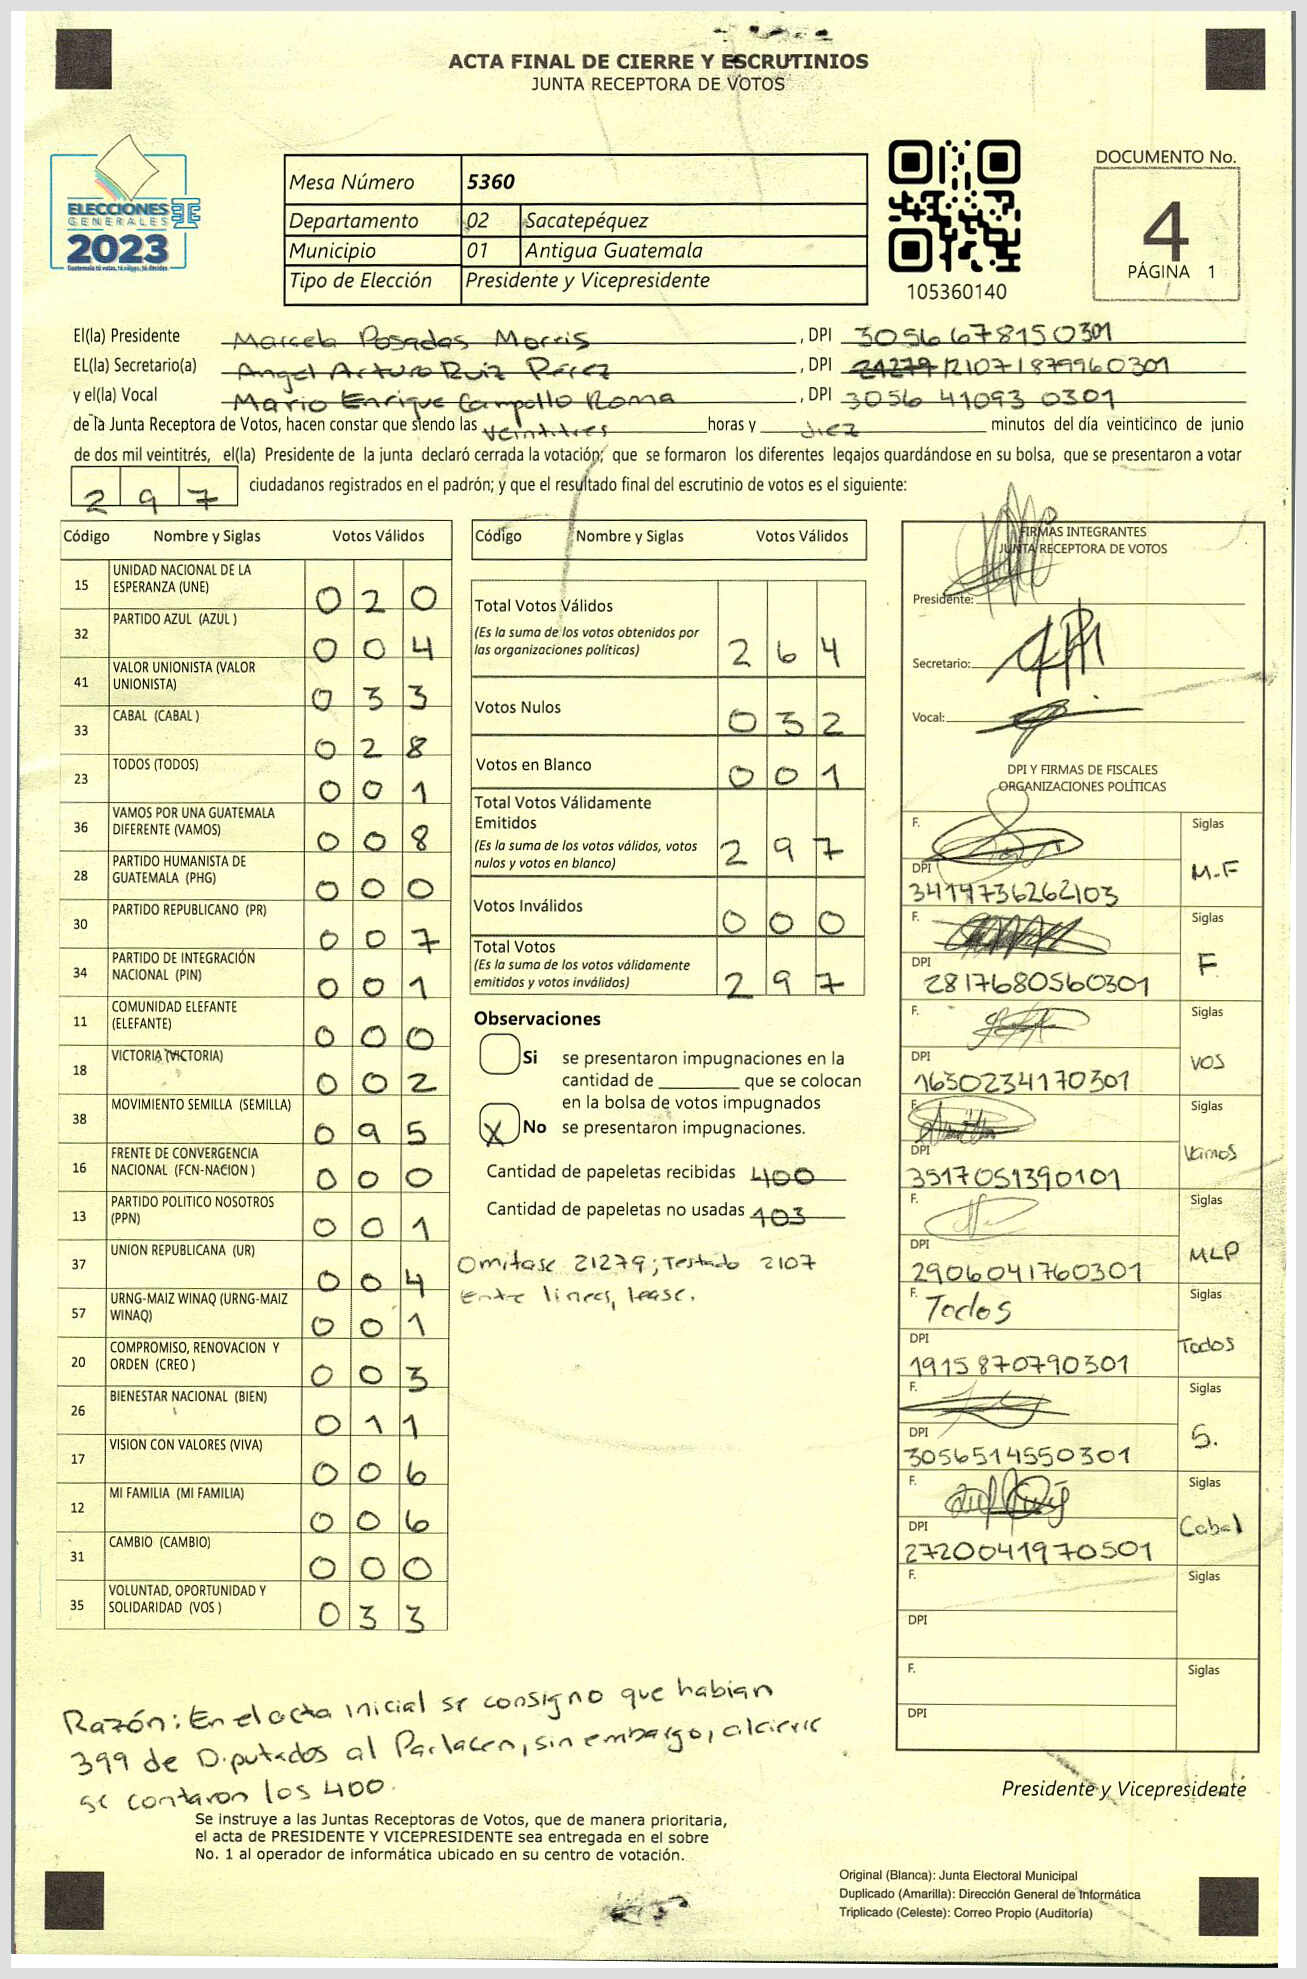 ACTA FINAL DE CIERRE Y ESCRUTINIOS
JUNTA RECEPTORA DE VOTOS
ELECCIONES
GENERALES
2023
Mesa Número 5360
Departamento 02 Sacatepéquez
Municipio 01 Antigua Guatemala
Tipo de Elección Presidente y Vicepresidente
105360140
DOCUMENTO No.
4
PÁGINA 1
El(la) Presidente Marcela Posadas Morris, DPI 3056678150301
EL(la) Secretario(a) Angel Arturo Ruiz Pérez, DPI 21279 2107187960301
y el(la) Vocal Mario Enrique Campollo Roma, DPI 3056 41093 0301
de la Junta Receptora de Votos, hacen constar que siendo las veintitres horas y diez minutos del día veinticinco de junio
de dos mil veintitrés, el(la) Presidente de la junta declaró cerrada la votación; que se formaron los diferentes legajos guardándose en su bolsa, que se presentaron a votar
297 ciudadanos registrados en el padrón; y que el resultado final del escrutinio de votos es el siguiente:
Código Nombre y Siglas Votos Válidos
15 UNIDAD NACIONAL DE LA ESPERANZA (UNE) 020
32 PARTIDO AZUL (AZUL ) 004
41 VALOR UNIONISTA (VALOR UNIONISTA) 033
33 CABAL (CABAL ) 028
23 TODOS (TODOS) 001
36 VAMOS POR UNA GUATEMALA DIFERENTE (VAMOS) 008
28 PARTIDO HUMANISTA DE GUATEMALA (PHG) 000
30 PARTIDO REPUBLICANO (PR) 007
34 PARTIDO DE INTEGRACIÓN NACIONAL (PIN) 001
11 COMUNIDAD ELEFANTE (ELEFANTE) 000
18 VICTORIA (VICTORIA) 002
38 MOVIMIENTO SEMILLA (SEMILLA) 095
16 FRENTE DE CONVERGENCIA NACIONAL (FCN-NACION ) 000
13 PARTIDO POLITICO NOSOTROS (PPN) 001
37 UNION REPUBLICANA (UR) 004
57 URNG-MAIZ WINAQ (URNG-MAIZ WINAQ) 001
20 COMPROMISO, RENOVACION Y ORDEN (CREO ) 003
26 BIENESTAR NACIONAL (BIEN) 011
17 VISION CON VALORES (VIVA) 006
12 MI FAMILIA (MI FAMILIA) 006
31 CAMBIO (CAMBIO) 000
35 VOLUNTAD, OPORTUNIDAD Y SOLIDARIDAD (VOS ) 033
Código Nombre y Siglas Votos Válidos
Total Votos Válidos 264
(Es la suma de los votos obtenidos por
las organizaciones políticas)
Votos Nulos 032
Votos en Blanco 001
Total Votos Válidamente
Emitidos 297
(Es la suma de los votos válidos, votos
nulos y votos en blanco)
Votos Inválidos 000
Total Votos 297
(Es la suma de los votos válidamente
emitidos y votos inválidos)
Observaciones
Si se presentaron impugnaciones en la
cantidad de ________ que se colocan
en la bolsa de votos impugnados
X No se presentaron impugnaciones.
Cantidad de papeletas recibidas 400
Cantidad de papeletas no usadas 103
Omitase 21279; Testado 2107
Entre lineas, lease.
FIRMAS INTEGRANTES
JUNTA RECEPTORA DE VOTOS
Presidente:
Secretario:
Vocal:
DPI Y FIRMAS DE FISCALES
ORGANIZACIONES POLÍTICAS
F. Siglas M-F
DPI 3414736262103
F. Siglas F
DPI 2817680560301
F. Siglas VOS
DPI 1630234170301
F. Siglas Vamos
DPI 3517051390101
F. Siglas MLP
DPI 2906041760301
F. Todos Siglas Todos
DPI 1915870790301
F. Siglas S.
DPI 3056514550301
F. Siglas Cabal
DPI 2720041970501
F. Siglas
DPI
F. Siglas
DPI
Razón: En el acta inicial se consigno que habian
399 de Diputados al Parlacen, sin embargo, al cierre
se contaron los 400.
Presidente y Vicepresidente
Se instruye a las Juntas Receptoras de Votos, que de manera prioritaria,
el acta de PRESIDENTE Y VICEPRESIDENTE sea entregada en el sobre
No. 1 al operador de informática ubicado en su centro de votación.
Original (Blanca): Junta Electoral Municipal
Duplicado (Amarilla): Dirección General de Informática
Triplicado (Celeste): Correo Propio (Auditoría)